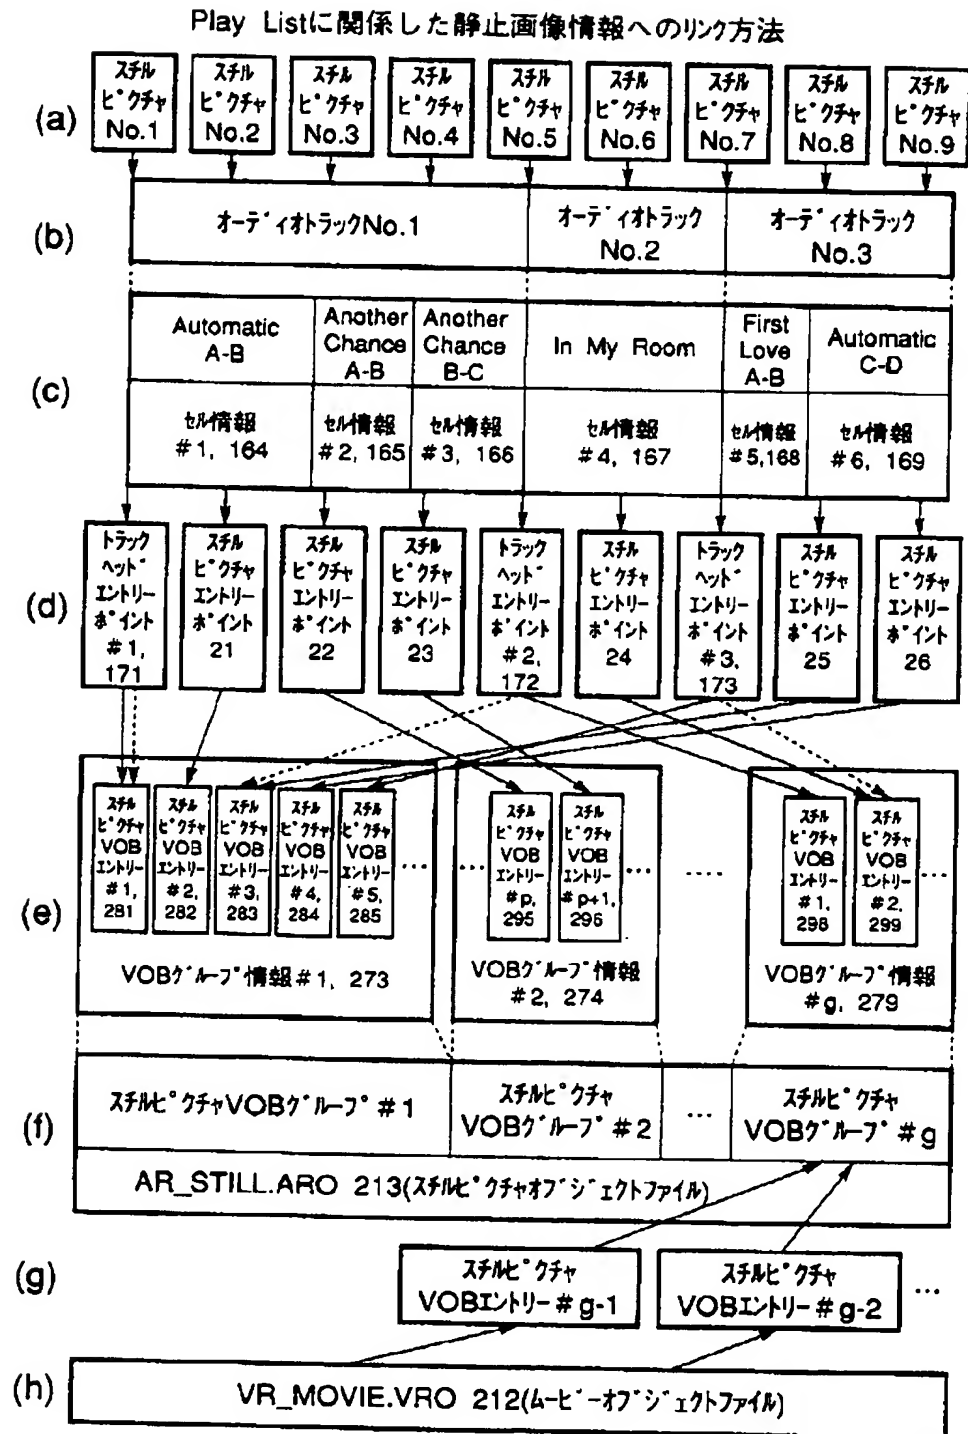 Play Listに関係した静止画像情報へのリンク方法
(a)
スチル
ピクチャ
No.1
スチル
ピクチャ
No.2
スチル
ピクチャ
No.3
スチル
ピクチャ
No.4
スチル
ピクチャ
No.5
スチル
ピクチャ
No.6
スチル
ピクチャ
No.7
スチル
ピクチャ
No.8
スチル
ピクチャ
No.9
(b)
オーディオトラックNo.1
オーディオトラック
No.2
オーディオトラック
No.3
(c)
Automatic
A-B
Another
Chance
A-B
Another
Chance
B-C
In My Room
First
Love
A-B
Automatic
C-D
セル情報
#1, 164
セル情報
#2, 165
セル情報
#3, 166
セル情報
#4, 167
セル情報
#5,168
セル情報
#6, 169
(d)
トラック
ヘッド
エントリー
ポイント
#1,
171
スチル
ピクチャ
エントリー
ポイント
21
スチル
ピクチャ
エントリー
ポイント
22
スチル
ピクチャ
エントリー
ポイント
23
トラック
ヘッド
エントリー
ポイント
#2,
172
スチル
ピクチャ
エントリー
ポイント
24
トラック
ヘッド
エントリー
ポイント
#3,
173
スチル
ピクチャ
エントリー
ポイント
25
スチル
ピクチャ
エントリー
ポイント
26
(e)
スチル
ピクチャ
VOB
エントリー
#1,
281
スチル
ピクチャ
VOB
エントリー
#2,
282
スチル
ピクチャ
VOB
エントリー
#3,
283
スチル
ピクチャ
VOB
エントリー
#4,
284
スチル
ピクチャ
VOB
エントリー
#5,
285
....
VOBグループ情報#1, 273
....
スチル
ピクチャ
VOB
エントリー
#p,
295
スチル
ピクチャ
VOB
エントリー
#p+1,
296
....
VOBグループ情報
#2, 274
.....
スチル
ピクチャ
VOB
エントリー
#1,
298
スチル
ピクチャ
VOB
エントリー
#2,
299
....
VOBグループ情報
#g, 279
(f)
スチルピクチャVOBグループ#1
スチルピクチャ
VOBグループ#2
...
スチルピクチャ
VOBグループ#g
AR_STILL.ARO 213(スチルピクチャオブジェクトファイル)
(g)
スチルピクチャ
VOBエントリー#g-1
スチルピクチャ
VOBエントリー#g-2
...
(h)
VR_MOVIE.VRO 212(ムービーオブジェクトファイル)